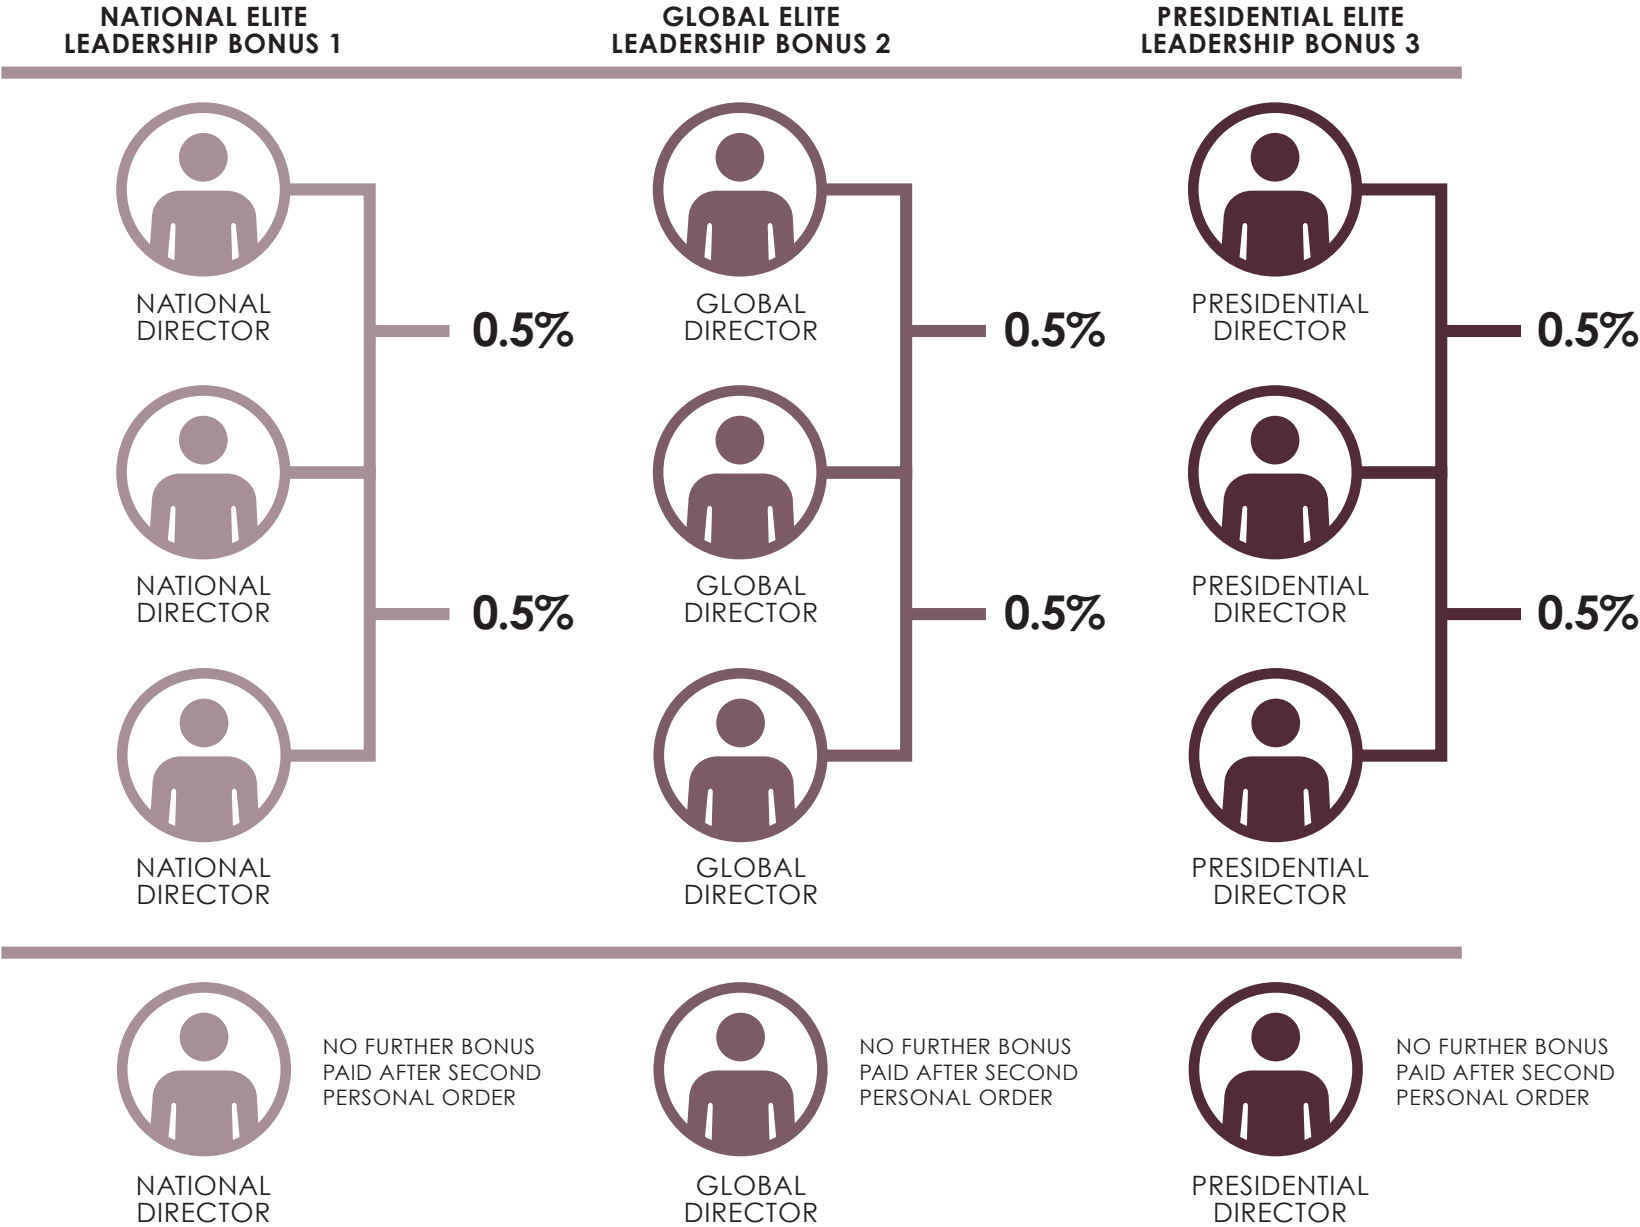 NATIONAL ELITE
LEADERSHIP BONUS 1
GLOBAL ELITE
LEADERSHIP BONUS 2
PRESIDENTIAL ELITE
LEADERSHIP BONUS 3
NATIONAL
DIRECTOR
0.5%
GLOBAL
DIRECTOR
0.5%
PRESIDENTIAL
DIRECTOR
0.5%
NATIONAL
DIRECTOR
0.5%
GLOBAL
DIRECTOR
0.5%
PRESIDENTIAL
DIRECTOR
0.5%
NATIONAL
DIRECTOR
GLOBAL
DIRECTOR
PRESIDENTIAL
DIRECTOR
NO FURTHER BONUS
PAID AFTER SECOND
PERSONAL ORDER
NO FURTHER BONUS
PAID AFTER SECOND
PERSONAL ORDER
NO FURTHER BONUS
PAID AFTER SECOND
PERSONAL ORDER
NATIONAL
DIRECTOR
GLOBAL
DIRECTOR
PRESIDENTIAL
DIRECTOR